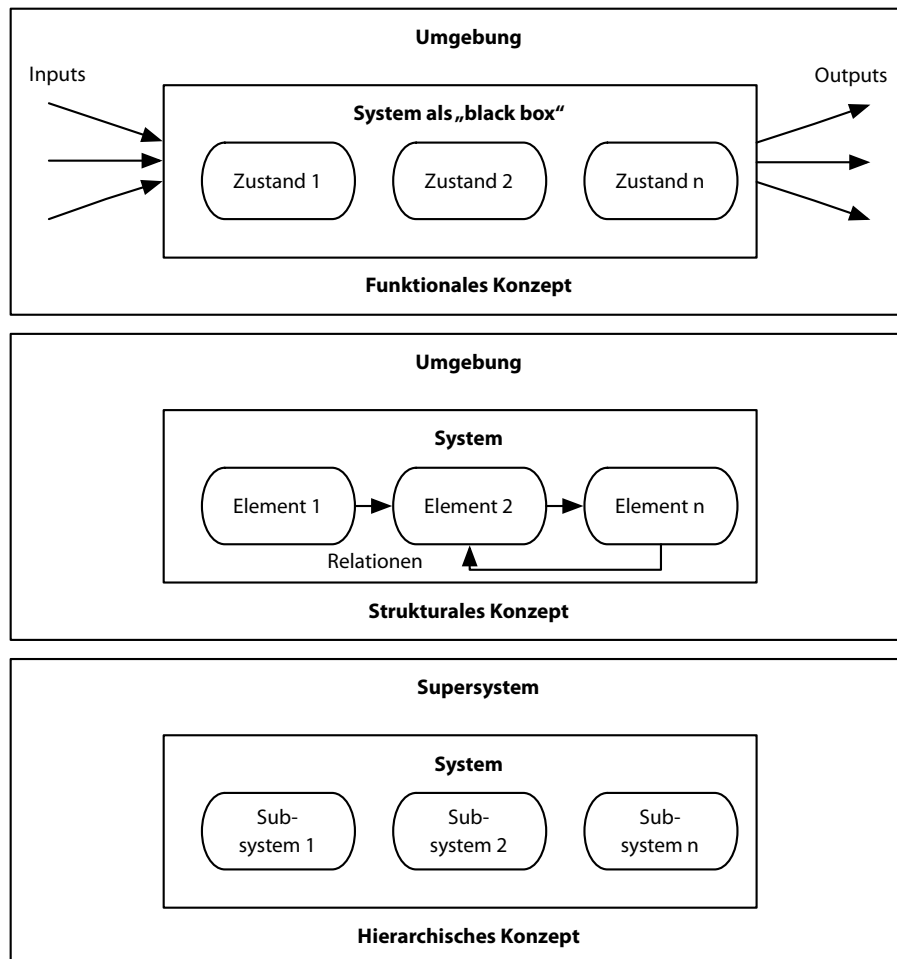 Umgebung
Inputs
Outputs
System als „black box“
Zustand 1
Zustand 2
Zustand n
Funktionales Konzept
Umgebung
System
Element 1
Element 2
Element n
Relationen
Strukturales Konzept
Supersystem
System
Sub-
system 1
Sub-
system 2
Sub-
system n
Hierarchisches Konzept